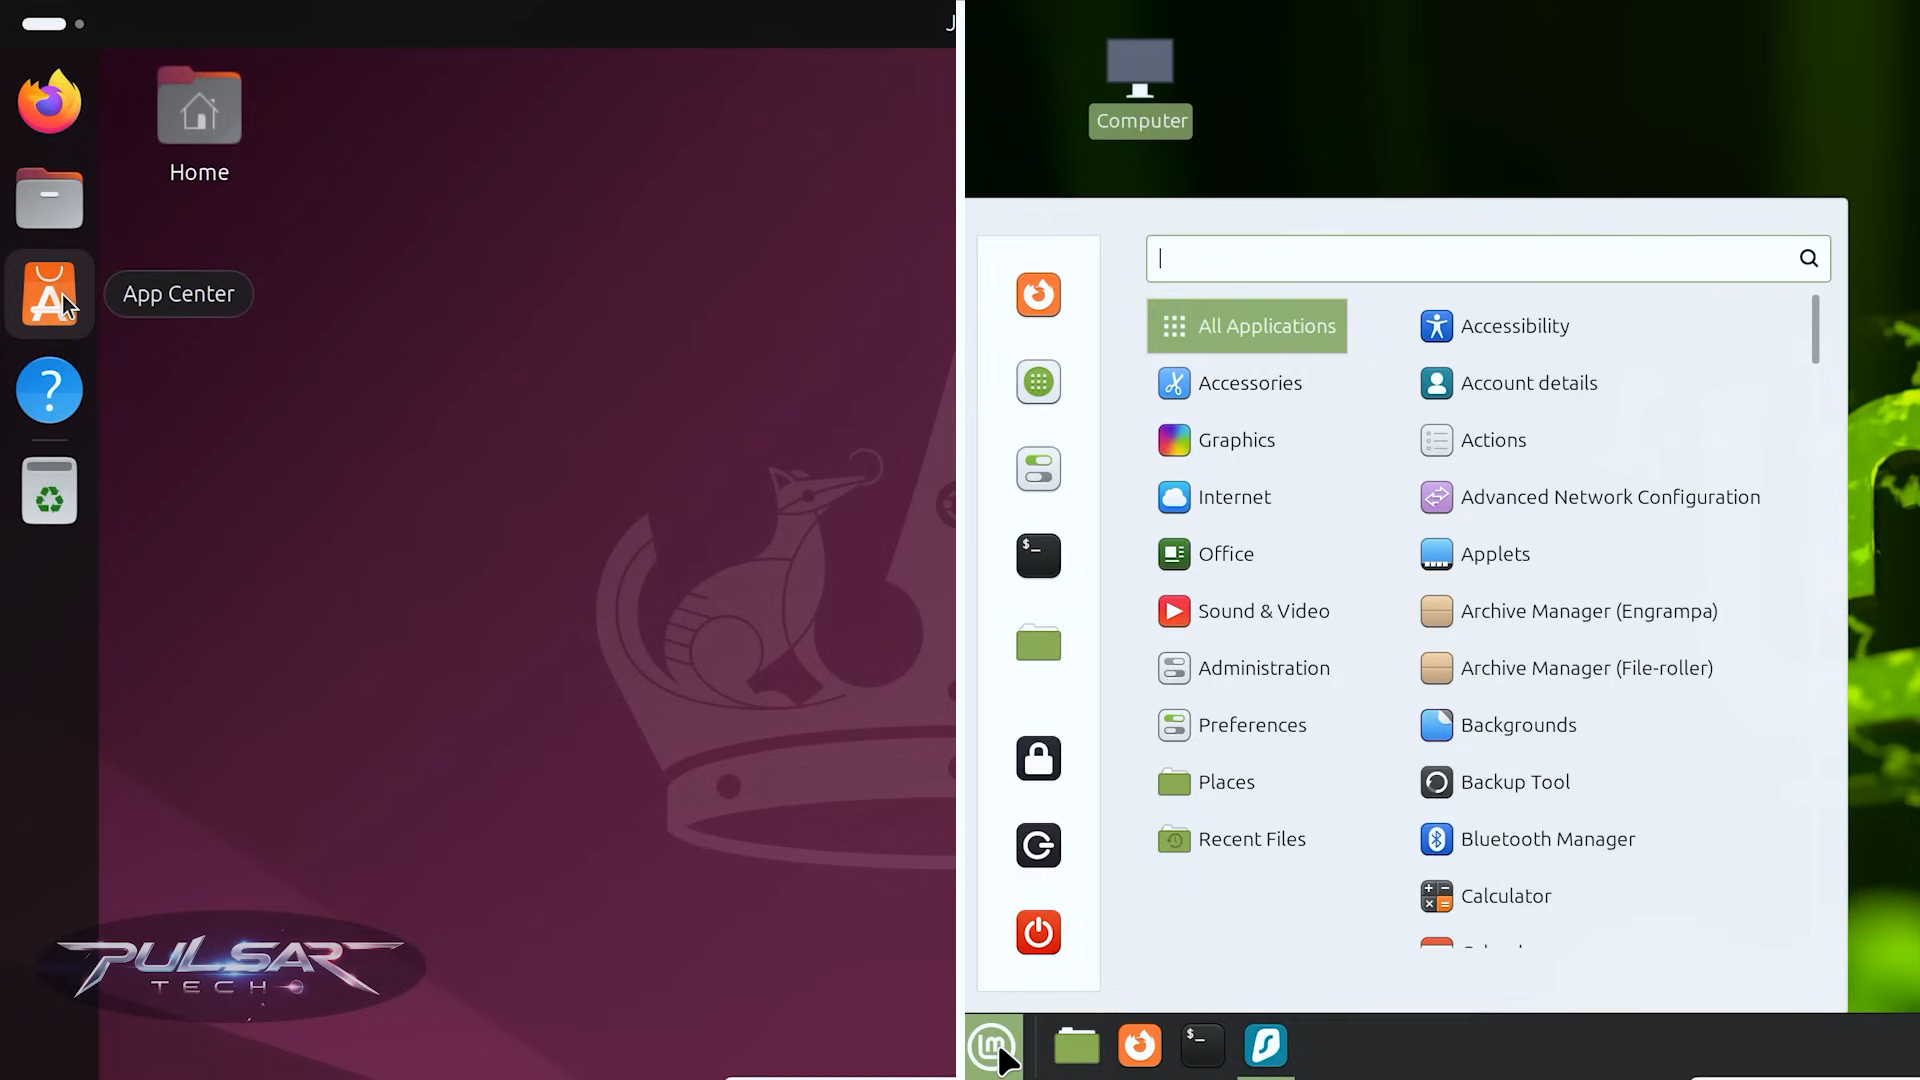 J
Home
App Center
PULSAR
TECH
Computer
All Applications
Accessories
Graphics
Internet
Office
Sound & Video
Administration
Preferences
Places
Recent Files
Accessibility
Account details
Actions
Advanced Network Configuration
Applets
Archive Manager (Engrampa)
Archive Manager (File-roller)
Backgrounds
Backup Tool
Bluetooth Manager
Calculator